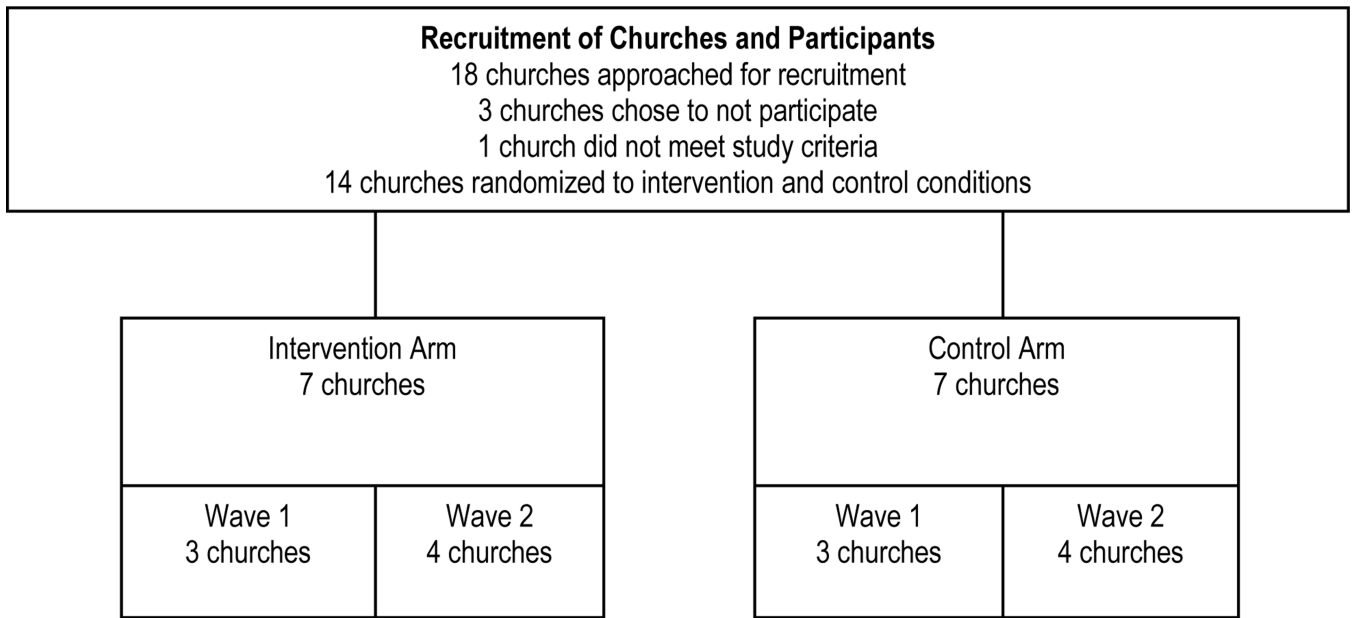 Recruitment of Churches and Participants
18 churches approached for recruitment
3 churches chose to not participate
1 church did not meet study criteria
14 churches randomized to intervention and control conditions
Intervention Arm
7 churches
Control Arm
7 churches
Wave 1
3 churches
Wave 2
4 churches
Wave 1
3 churches
Wave 2
4 churches